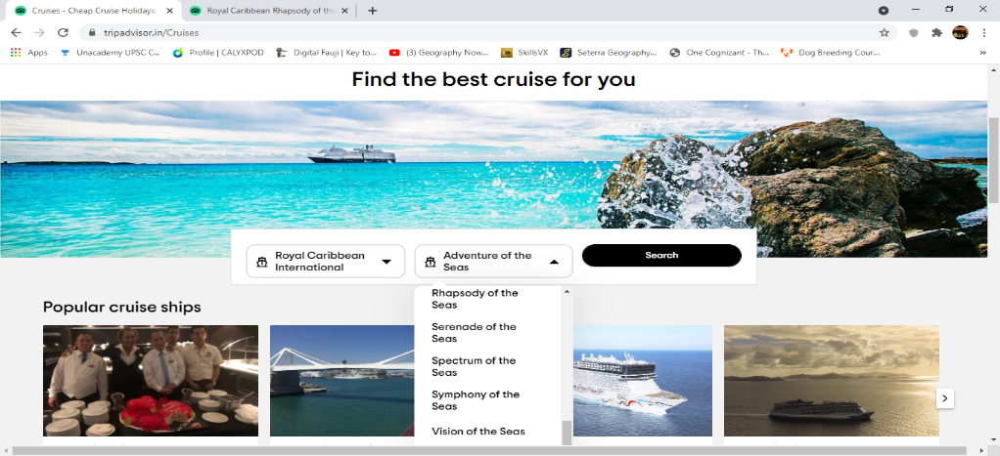 Cruises - Cheap Cruise Holidays:
Royal Caribbean Rhapsody of the
tripadvisor.in/Cruises
Apps
Unacademy UPSC C...
Profile | CALYXPOD
Digital Fauji | Key to...
(3) Geography Now...
SkillsVX
Seterra Geography...
One Cognizant - Th...
Dog Breeding Cour...
Find the best cruise for you
Royal Caribbean
International
Adventure of the
Seas
Search
Rhapsody of the
Seas
Serenade of the
Seas
Spectrum of the
Seas
Symphony of the
Seas
Vision of the Seas
Popular cruise ships